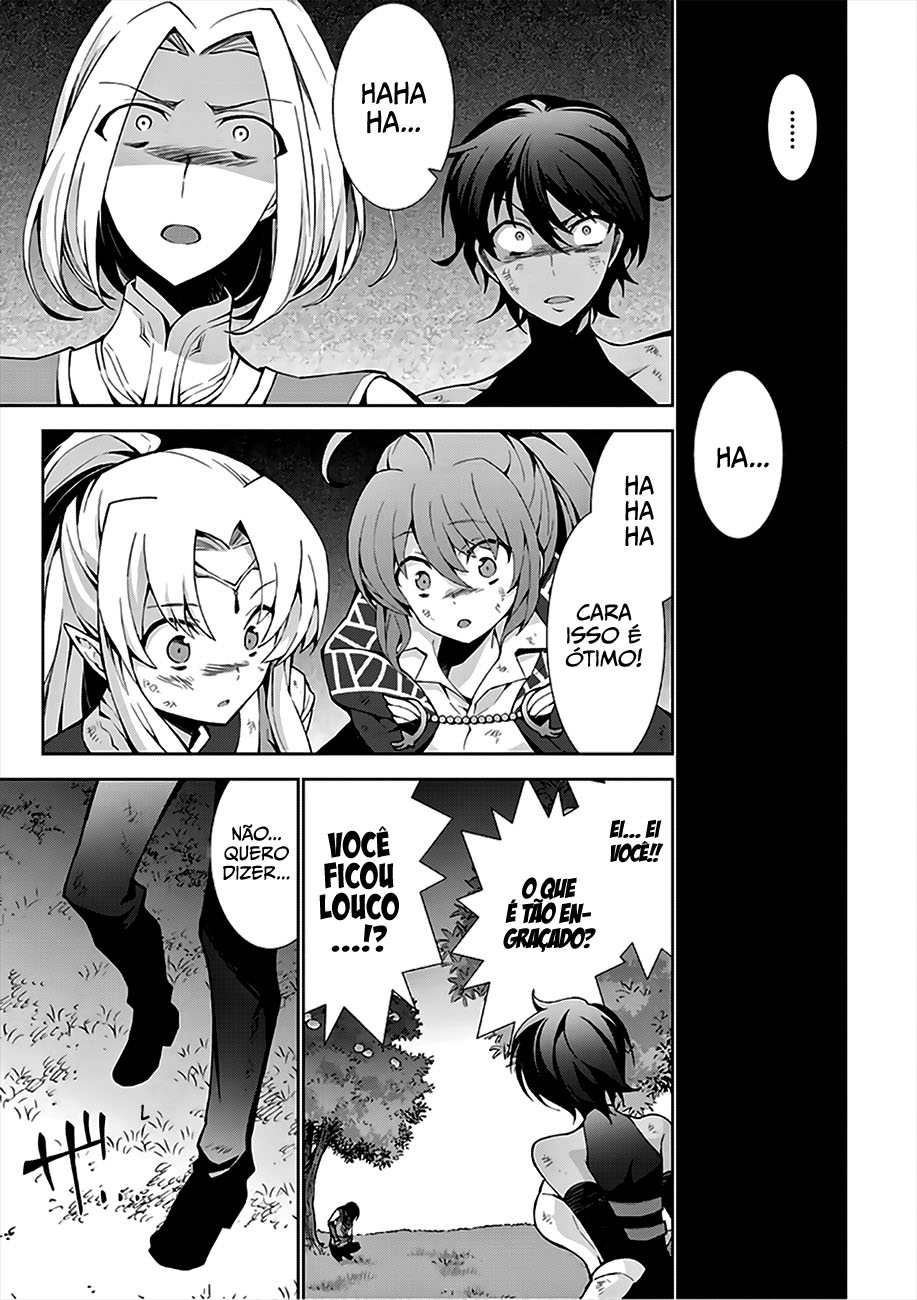 ......
HA...
HAHA
HA...
HA
HA
HA
CARA
ISSO É
ÓTIMO!
EI... EI
VOCÊ!!
O QUE
É TÃO EN-
GRAÇADO?
VOCÊ
FICOU
LOUCO
...!?
NÃO...
QUERO
DIZER...